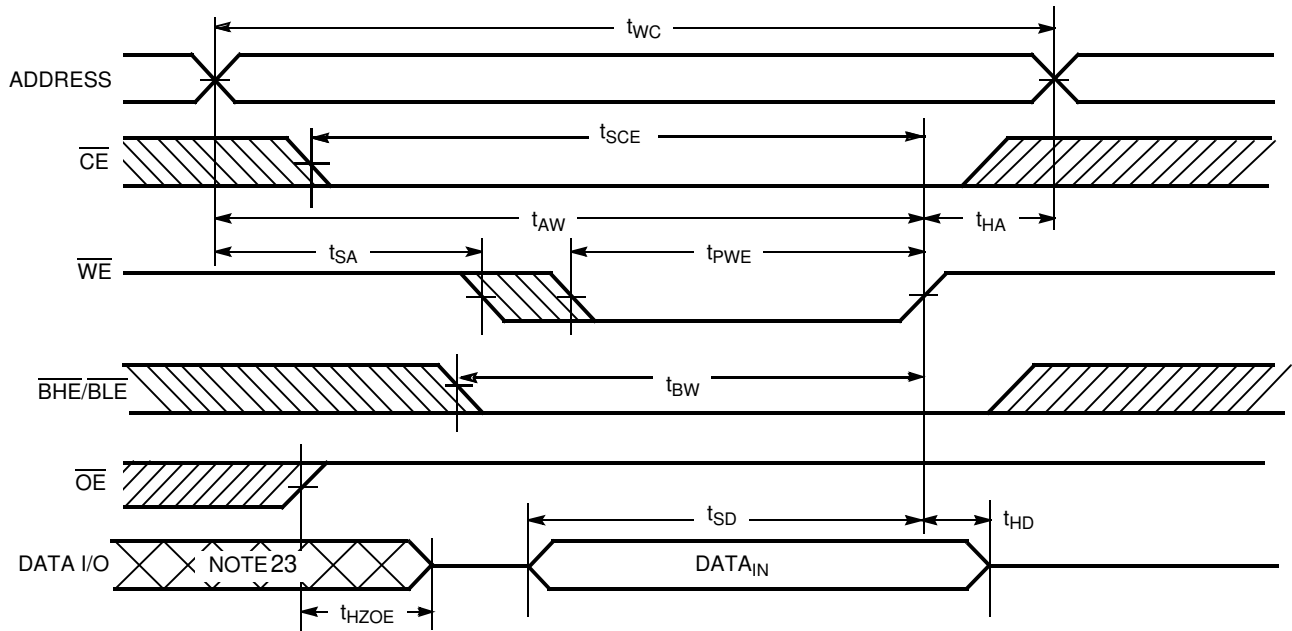 tWC
ADDRESS
tSCE
CE
tAW
tHA
tSA
tPWE
WE
tBW
BHE/BLE
OE
tSD
tHD
DATA I/O
NOTE 23
DATAIN
tHZOE